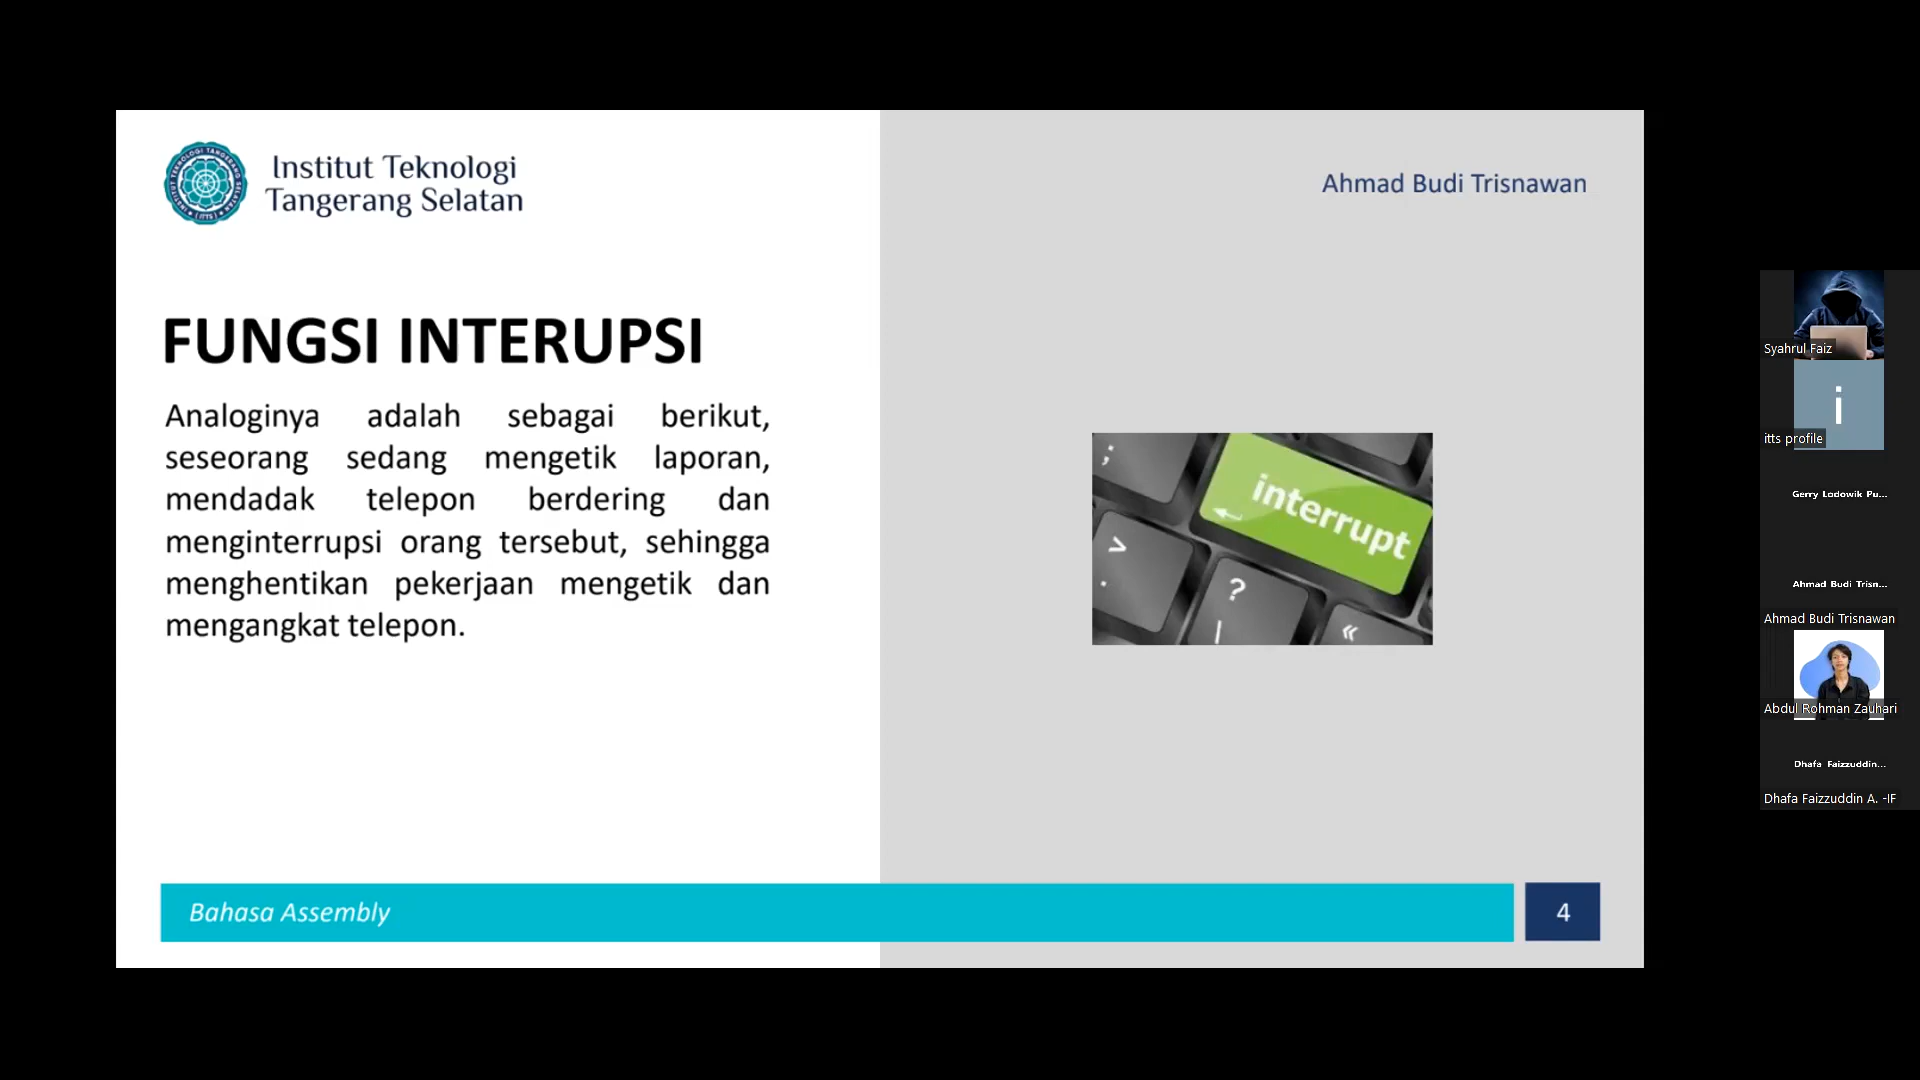 Institut Teknologi
Tangerang Selatan
Ahmad Budi Trisnawan
FUNGSI INTERUPSI
Analoginya adalah sebagai berikut,
seseorang sedang mengetik laporan,
mendadak telepon berdering dan
menginterrupsi orang tersebut, sehingga
menghentikan pekerjaan mengetik dan
mengangkat telepon.
;
interrupt
>
.
?
|
«
Bahasa Assembly
4
Syahrul Faiz
i
itts profile
Gerry Lodowik Pu...
Ahmad Budi Trisn...
Ahmad Budi Trisnawan
Abdul Rohman Zauhari
Dhafa Faizzuddin...
Dhafa Faizzuddin A. -IF